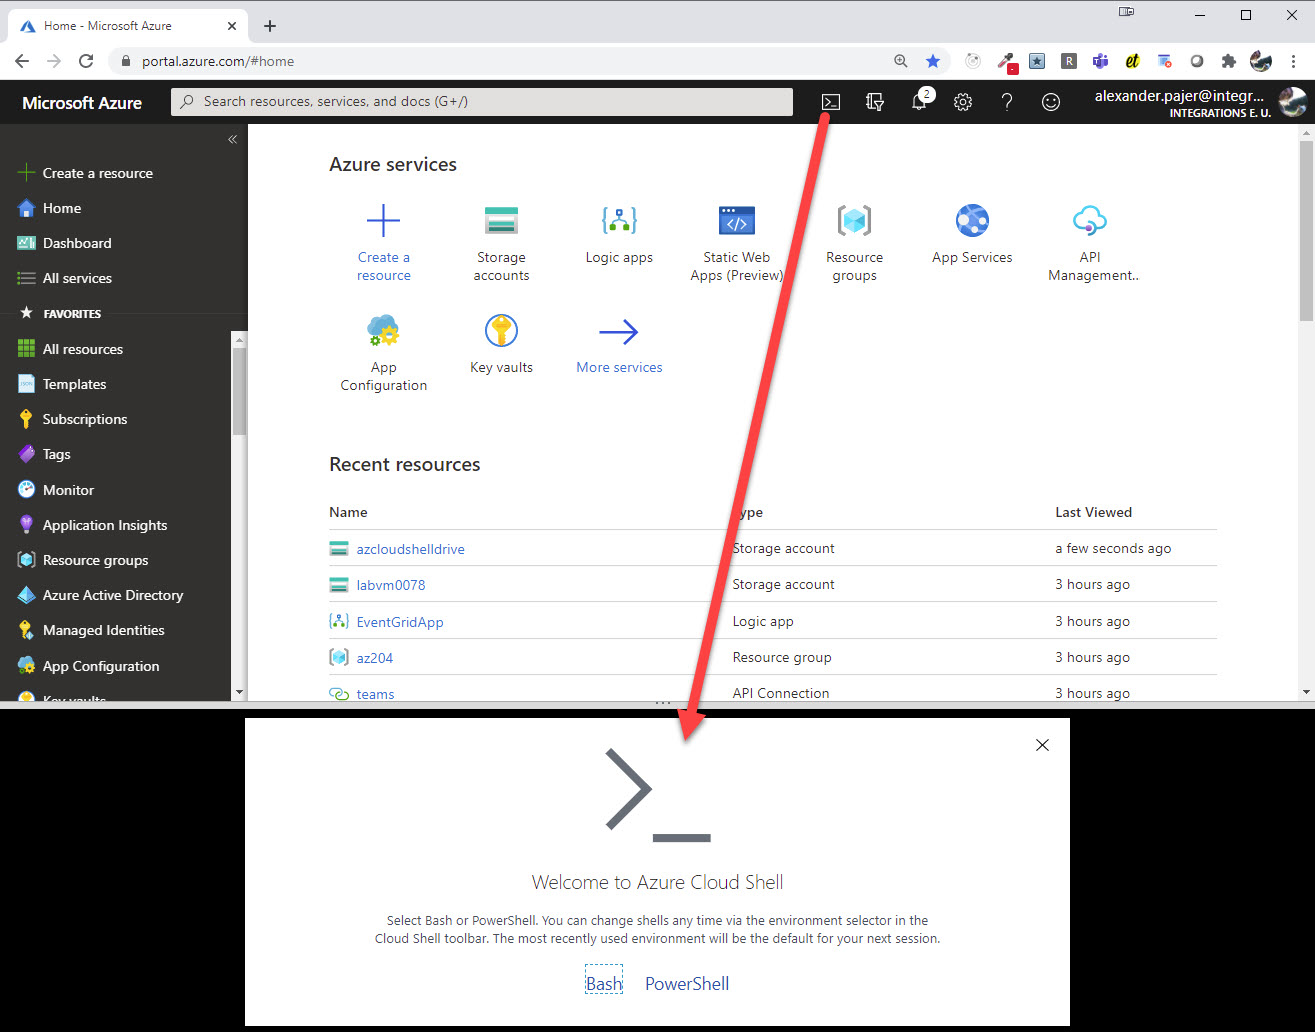 Home - Microsoft Azure
portal.azure.com/#home
R
et
Microsoft Azure
Search resources, services, and docs (G+/)
2
alexander.pajer@integr...
INTEGRATIONS E. U.
Create a resource
Home
Dashboard
All services
FAVORITES
All resources
Templates
Subscriptions
Tags
Monitor
Application Insights
Resource groups
Azure Active Directory
Managed Identities
App Configuration
Key vaults
Azure services
Create a
resource
Storage
accounts
Logic apps
Static Web
Apps (Preview)
Resource
groups
App Services
API
Management..
App
Configuration
Key vaults
More services
Recent resources
Name
ype
Last Viewed
azcloudshelldrive
Storage account
a few seconds ago
labvm0078
Storage account
3 hours ago
EventGridApp
Logic app
3 hours ago
az204
Resource group
3 hours ago
teams
API Connection
3 hours ago
Welcome to Azure Cloud Shell
Select Bash or PowerShell. You can change shells any time via the environment selector in the
Cloud Shell toolbar. The most recently used environment will be the default for your next session.
Bash
PowerShell